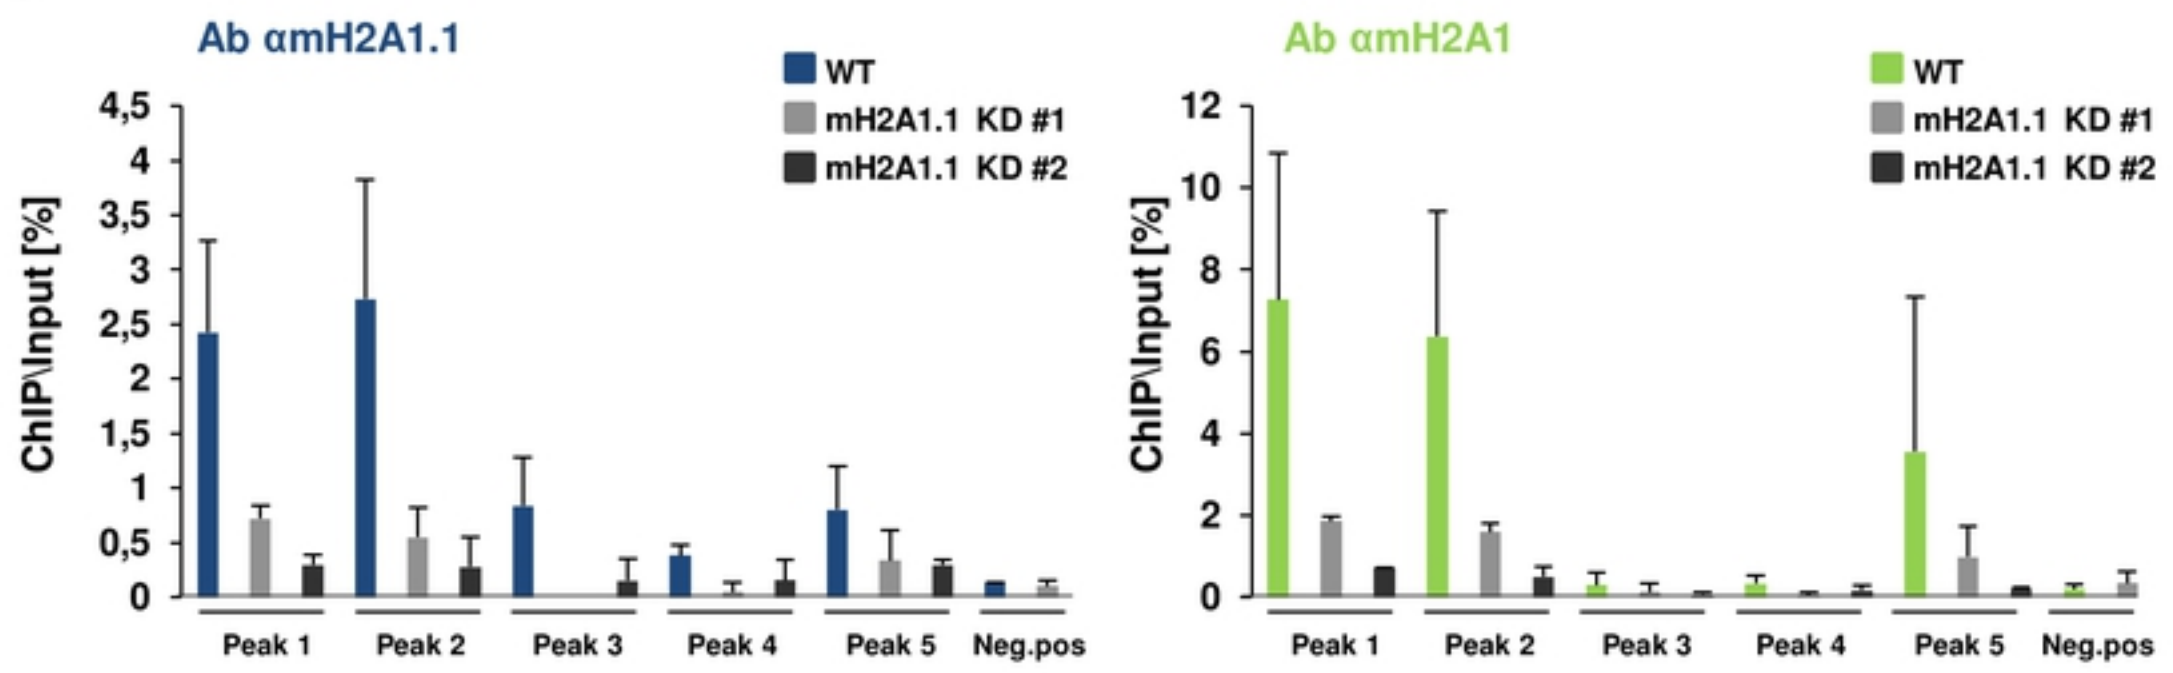 Ab αmH2A1.1
WT
mH2A1.1 KD #1
mH2A1.1 KD #2
ChIP\Input [%]
4,5
4
3,5
3
2,5
2
1,5
1
0,5
0
Peak 1 Peak 2 Peak 3 Peak 4 Peak 5 Neg.pos
Ab αmH2A1
WT
mH2A1.1 KD #1
mH2A1.1 KD #2
ChIP\Input [%]
12
10
8
6
4
2
0
Peak 1 Peak 2 Peak 3 Peak 4 Peak 5 Neg.pos